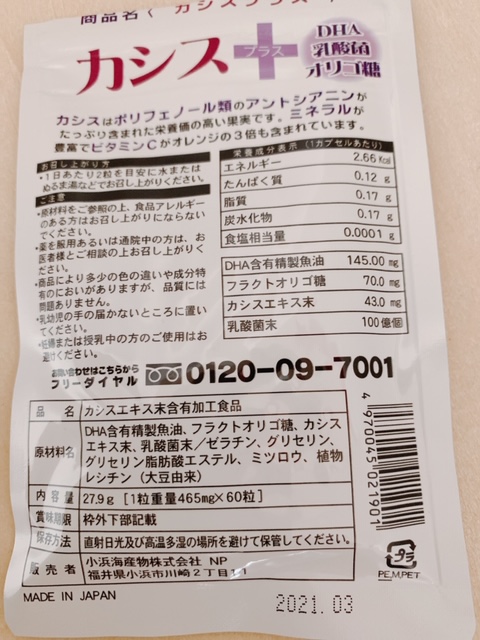 商品名〈カシスプラス
カシス
プラス
DHA
乳酸菌
オリゴ糖
カシスはポリフェノール類のアントシアニンが
たっぷり含まれた栄養価の高い果実です。ミネラルが
豊富でビタミンCがオレンジの3倍も含まれています。
お召し上がり方
・1日あたり2粒を目安に水または
ぬるま湯などでお召し上がりください。
ご注意
・原材料をご参照の上、食品アレルギー
のある方はお召し上がりにならない
でください。
・薬を服用あるいは通院中の方は、お
医者様とご相談の上お召し上がりくだ
さい。
・商品により多少の色の違いや成分特
有のにおいがありますが、品質には
問題ありません。
・乳幼児の手の届かないところに置い
てください。
・妊婦または授乳中の方のご使用はお
避けください。
栄養成分表示(1カプセルあたり)
エネルギー 2.66 Kcal
たんぱく質 0.12 g
脂質 0.17 g
炭水化物 0.17 g
食塩相当量 0.0001 g
DHA含有精製魚油 145.00 mg
フラクトオリゴ糖 70.0 mg
カシスエキス末 43.0 mg
乳酸菌末 100億個
お問い合わせはこちらから
フリーダイヤル 0120-09-7001
品名 カシスエキス末含有加工食品
原材料名 DHA含有精製魚油、フラクトオリゴ糖、カシス
エキス末、乳酸菌末/ゼラチン、グリセリン、
グリセリン脂肪酸エステル、ミツロウ、植物
レシチン(大豆由来)
内容量 27.9g [1粒重量465mg×60粒]
賞味期限 枠外下部記載
保存方法 直射日光及び高温多湿の場所を避けて保管してください。
販売者 小浜海産物株式会社 NP
福井県小浜市川崎2丁目1-1
4970045021901
プラ
PE,M,PET
MADE IN JAPAN
2021.03